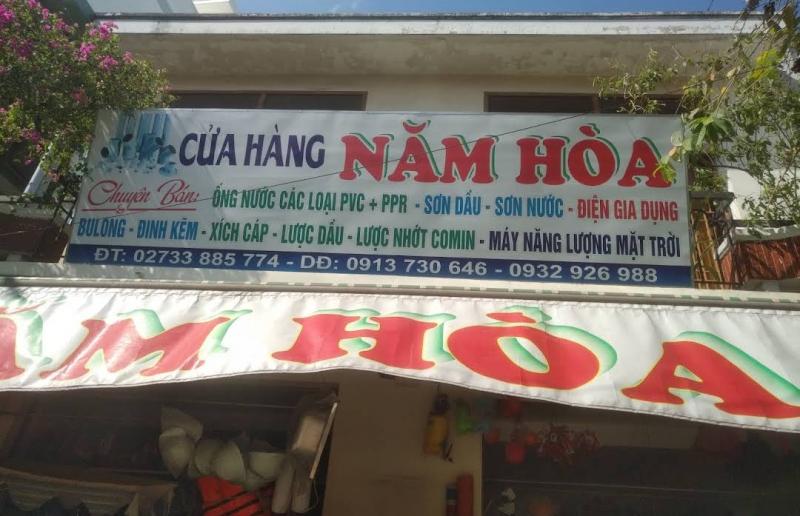 CỬA HÀNG NĂM HÒA
Chuyên Bán: ỐNG NƯỚC CÁC LOẠI PVC + PPR - SƠN DẦU - SƠN NƯỚC - ĐIỆN GIA DỤNG
BULONG - ĐINH KẼM - XÍCH CÁP - LƯỢC DẦU - LƯỢC NHỚT COMIN - MÁY NĂNG LƯỢNG MẶT TRỜI
ĐT: 02733 885 774 - DĐ: 0913 730 646 - 0932 926 988
ĂM HÒA